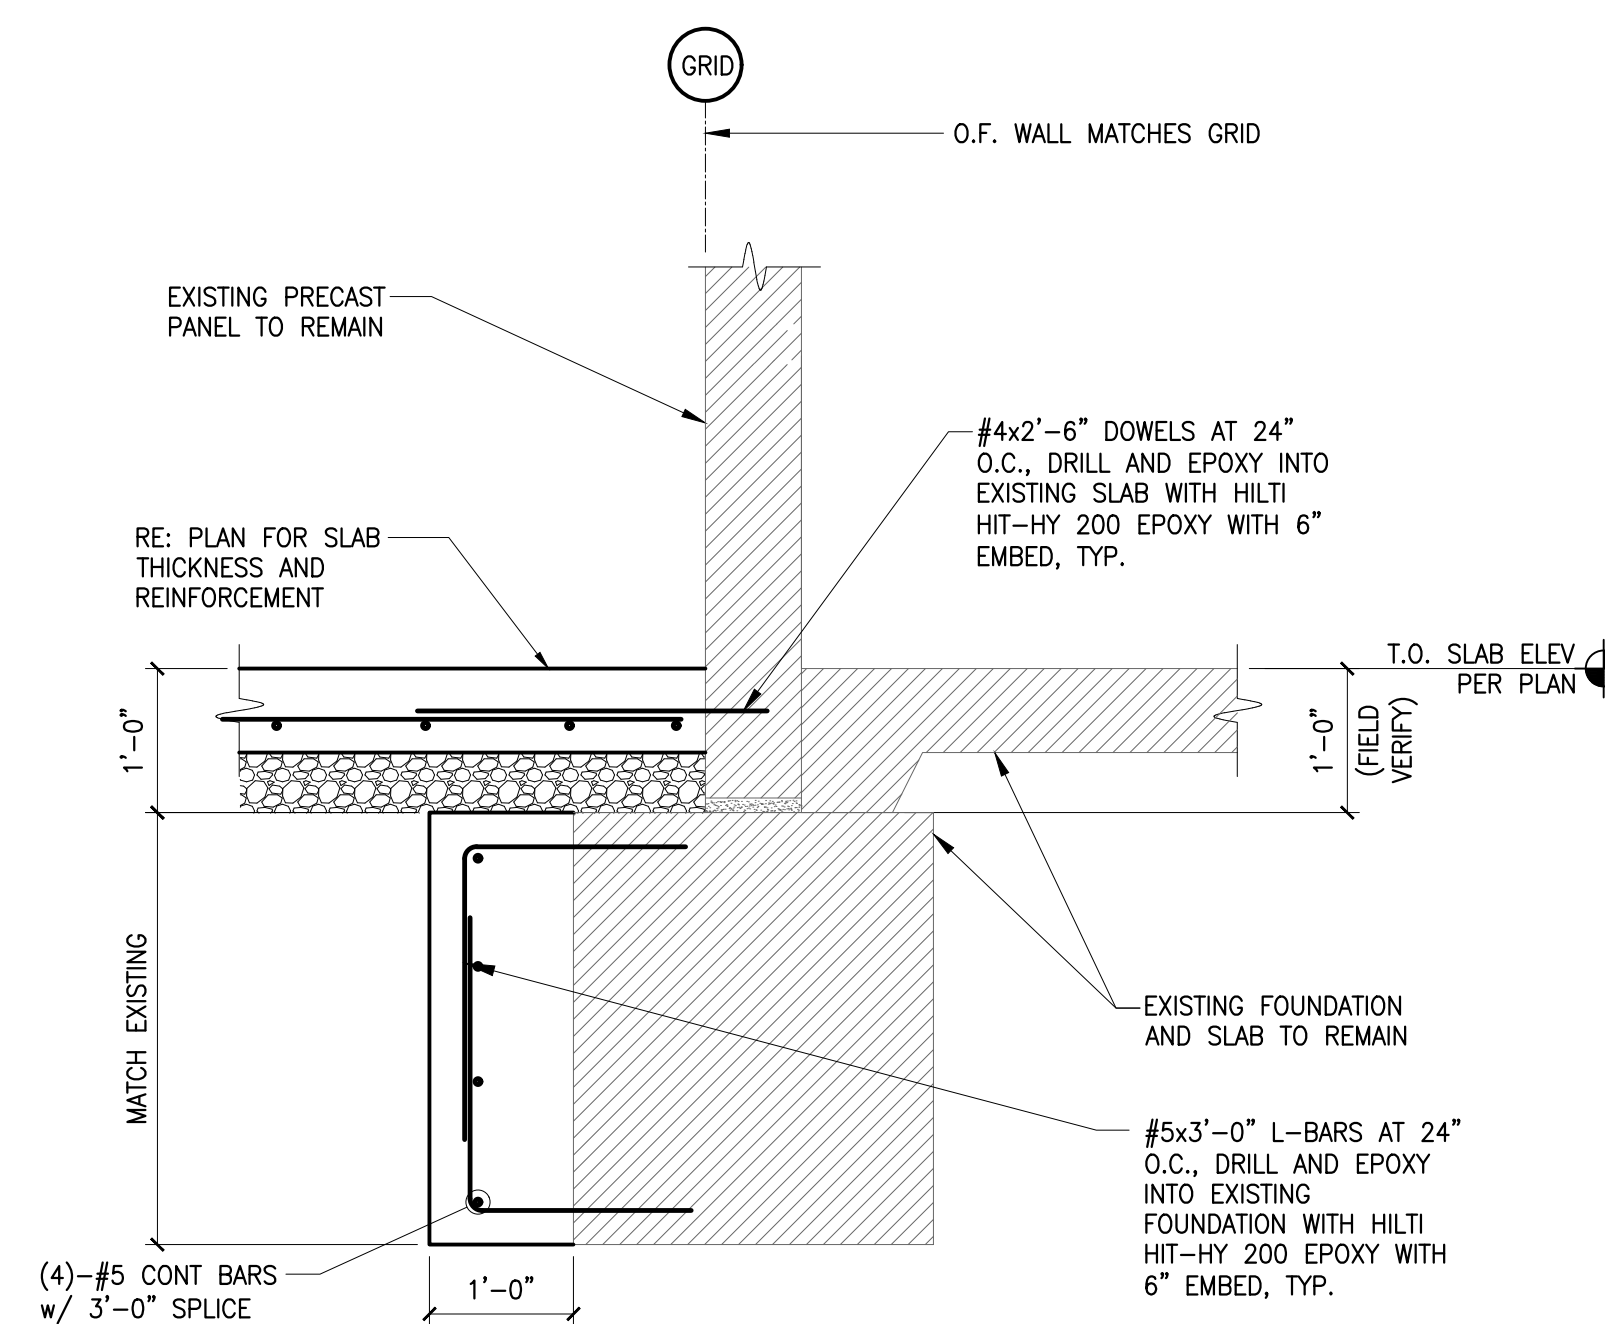 GRID
O.F. WALL MATCHES GRID
EXISTING PRECAST
PANEL TO REMAIN
#4x2'-6" DOWELS AT 24"
O.C., DRILL AND EPOXY INTO
EXISTING SLAB WITH HILTI
HIT-HY 200 EPOXY WITH 6"
EMBED, TYP.
RE: PLAN FOR SLAB
THICKNESS AND
REINFORCEMENT
T.O. SLAB ELEV
PER PLAN
1'-0"
1'-0"
(FIELD
VERIFY)
MATCH EXISTING
EXISTING FOUNDATION
AND SLAB TO REMAIN
#5x3'-0" L-BARS AT 24"
O.C., DRILL AND EPOXY
INTO EXISTING
FOUNDATION WITH HILTI
HIT-HY 200 EPOXY WITH
6" EMBED, TYP.
(4)-#5 CONT BARS
w/ 3'-0" SPLICE
1'-0"